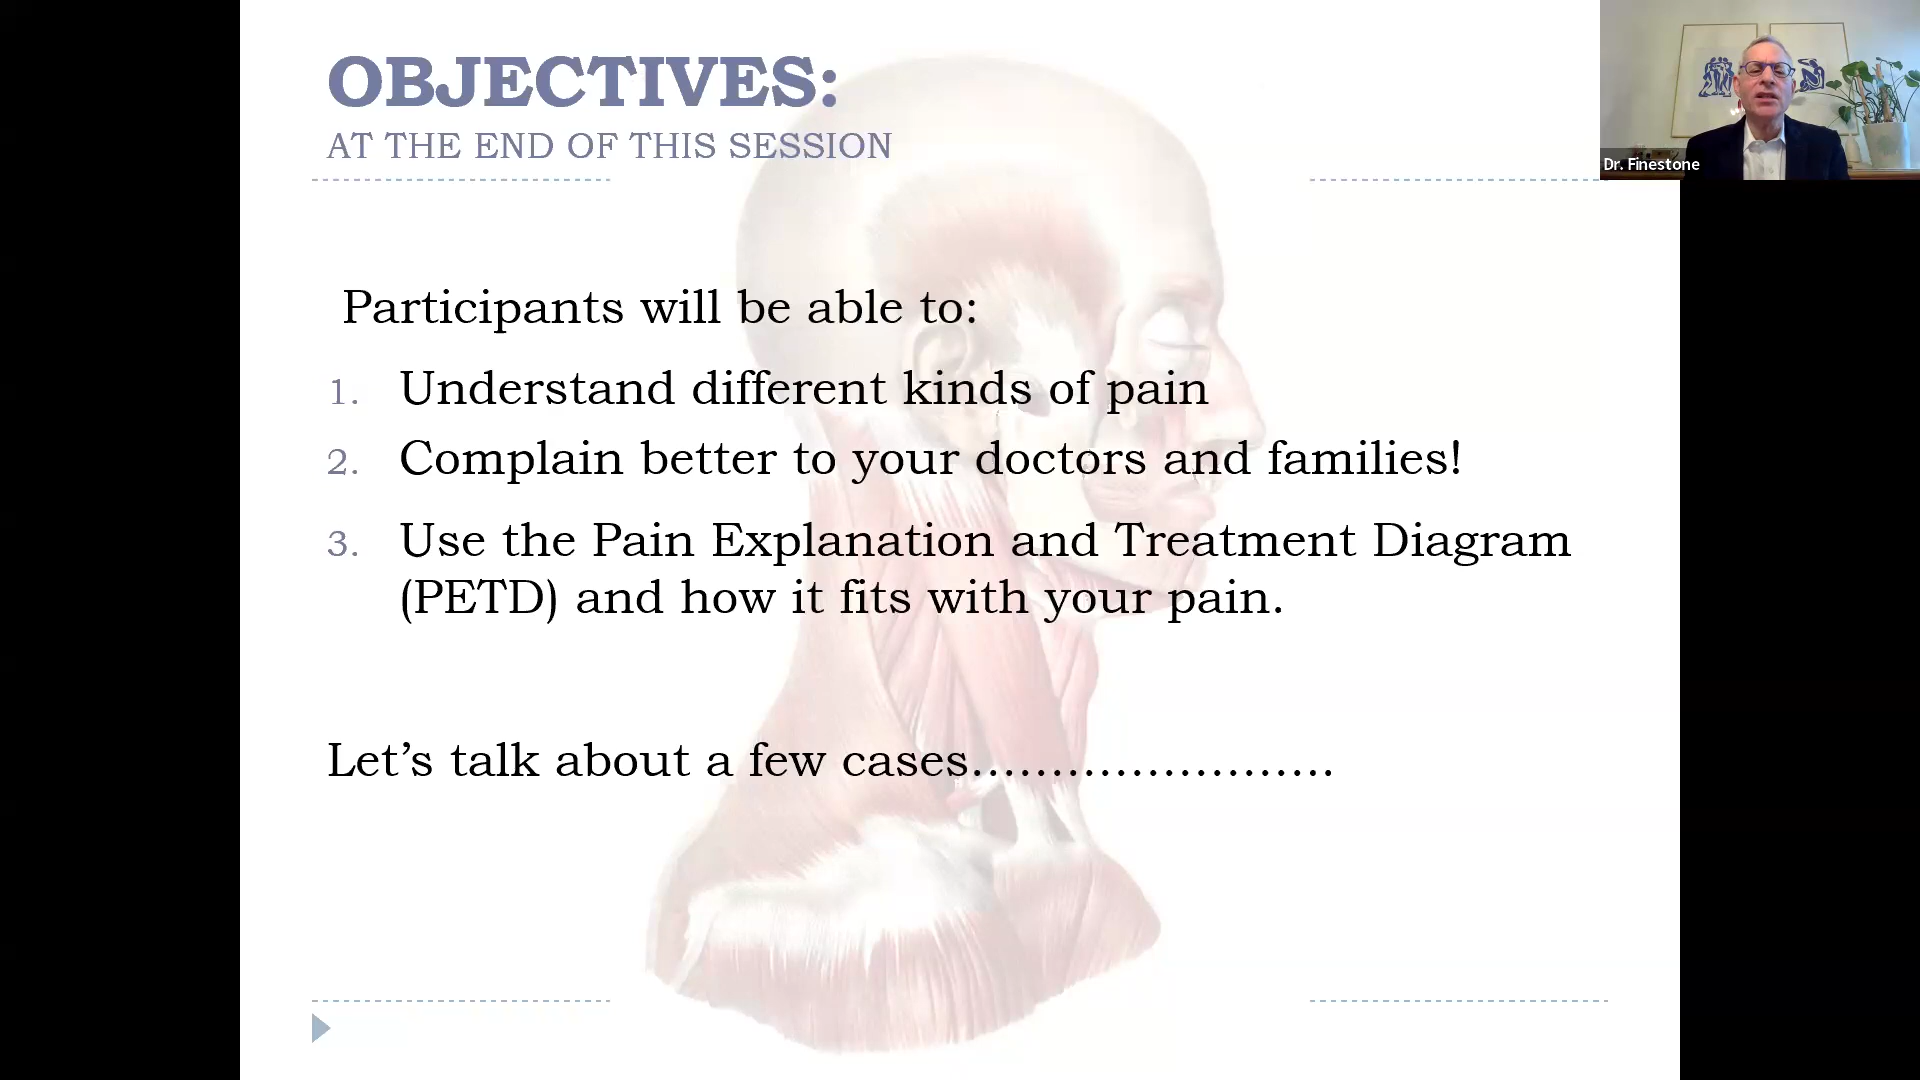 OBJECTIVES:
AT THE END OF THIS SESSION
Dr. Finestone
Participants will be able to:
1. Understand different kinds of pain
2. Complain better to your doctors and families!
3. Use the Pain Explanation and Treatment Diagram
(PETD) and how it fits with your pain.
Let’s talk about a few cases…………………..